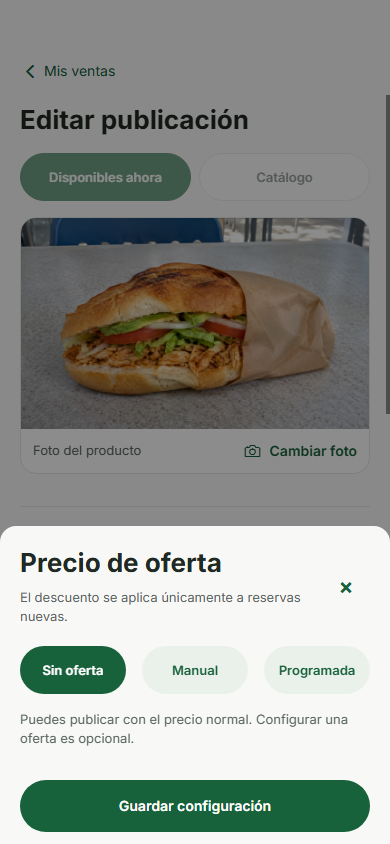 Mis ventas
Editar publicación
Disponibles ahora
Catálogo
Foto del producto
Cambiar foto
Precio de oferta
El descuento se aplica únicamente a reservas
nuevas.
Sin oferta
Manual
Programada
Puedes publicar con el precio normal. Configurar una
oferta es opcional.
Guardar configuración